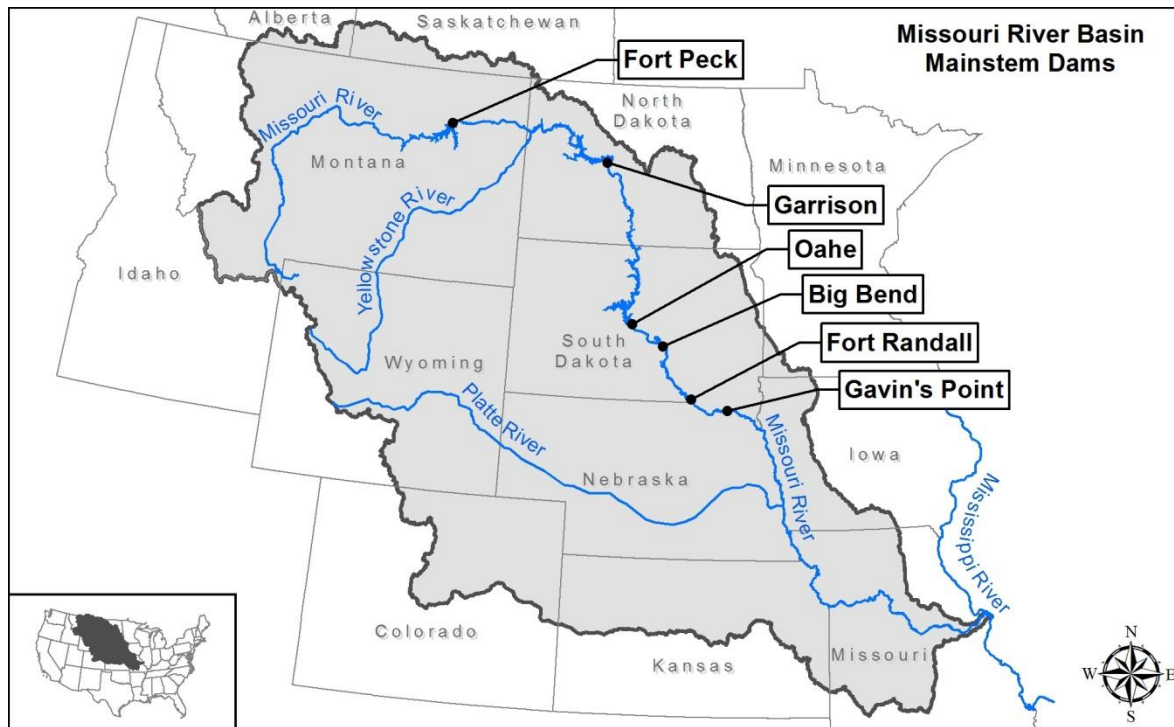 Alberta
Saskatchewan
Missouri River Basin
Mainstem Dams
Fort Peck
North
Dakota
Missouri River
Montana
Minnesota
Garrison
Yellowstone River
Oahe
Idaho
Big Bend
South
Dakota
Fort Randall
Wyoming
Gavin's Point
Platte River
Missouri River
Iowa
Nebraska
Mississippi River
Colorado
Kansas
Missouri
N
W
E
S